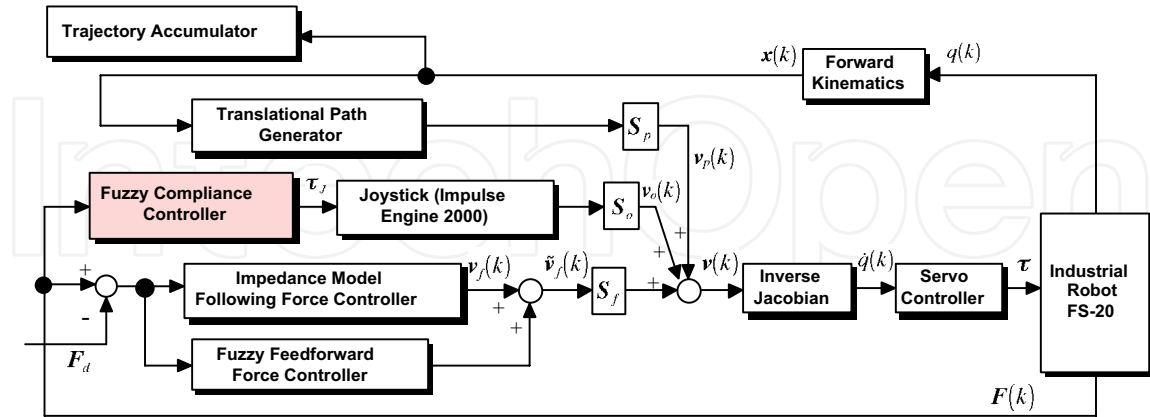 Trajectory Accumulator
x(k)
Forward
Kinematics
q(k)
Translational Path
Generator
S_p
v_p(k)
Fuzzy Compliance
Controller
τ_J
Joystick (Impulse
Engine 2000)
S_o
v_o(k)
+
+
+
Impedance Model
Following Force Controller
v_f(k)
ṽ_f(k)
S_f
+
v(k)
Inverse
Jacobian
q̇(k)
Servo
Controller
τ
Industrial
Robot
FS-20
-
+
+
F_d
Fuzzy Feedforward
Force Controller
F(k)
IntechOpen